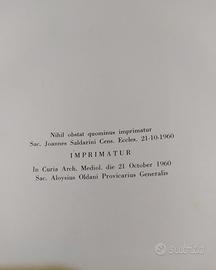 Nihil obstat quominus imprimatur
Sac. Joannes Saldarini Cens. Eccles. 21-10-1960
IMPRIMATUR
In Curia Arch. Mediol. die 21 October 1960
Sac. Aloysius Oldani Provicarius Generalis
subito